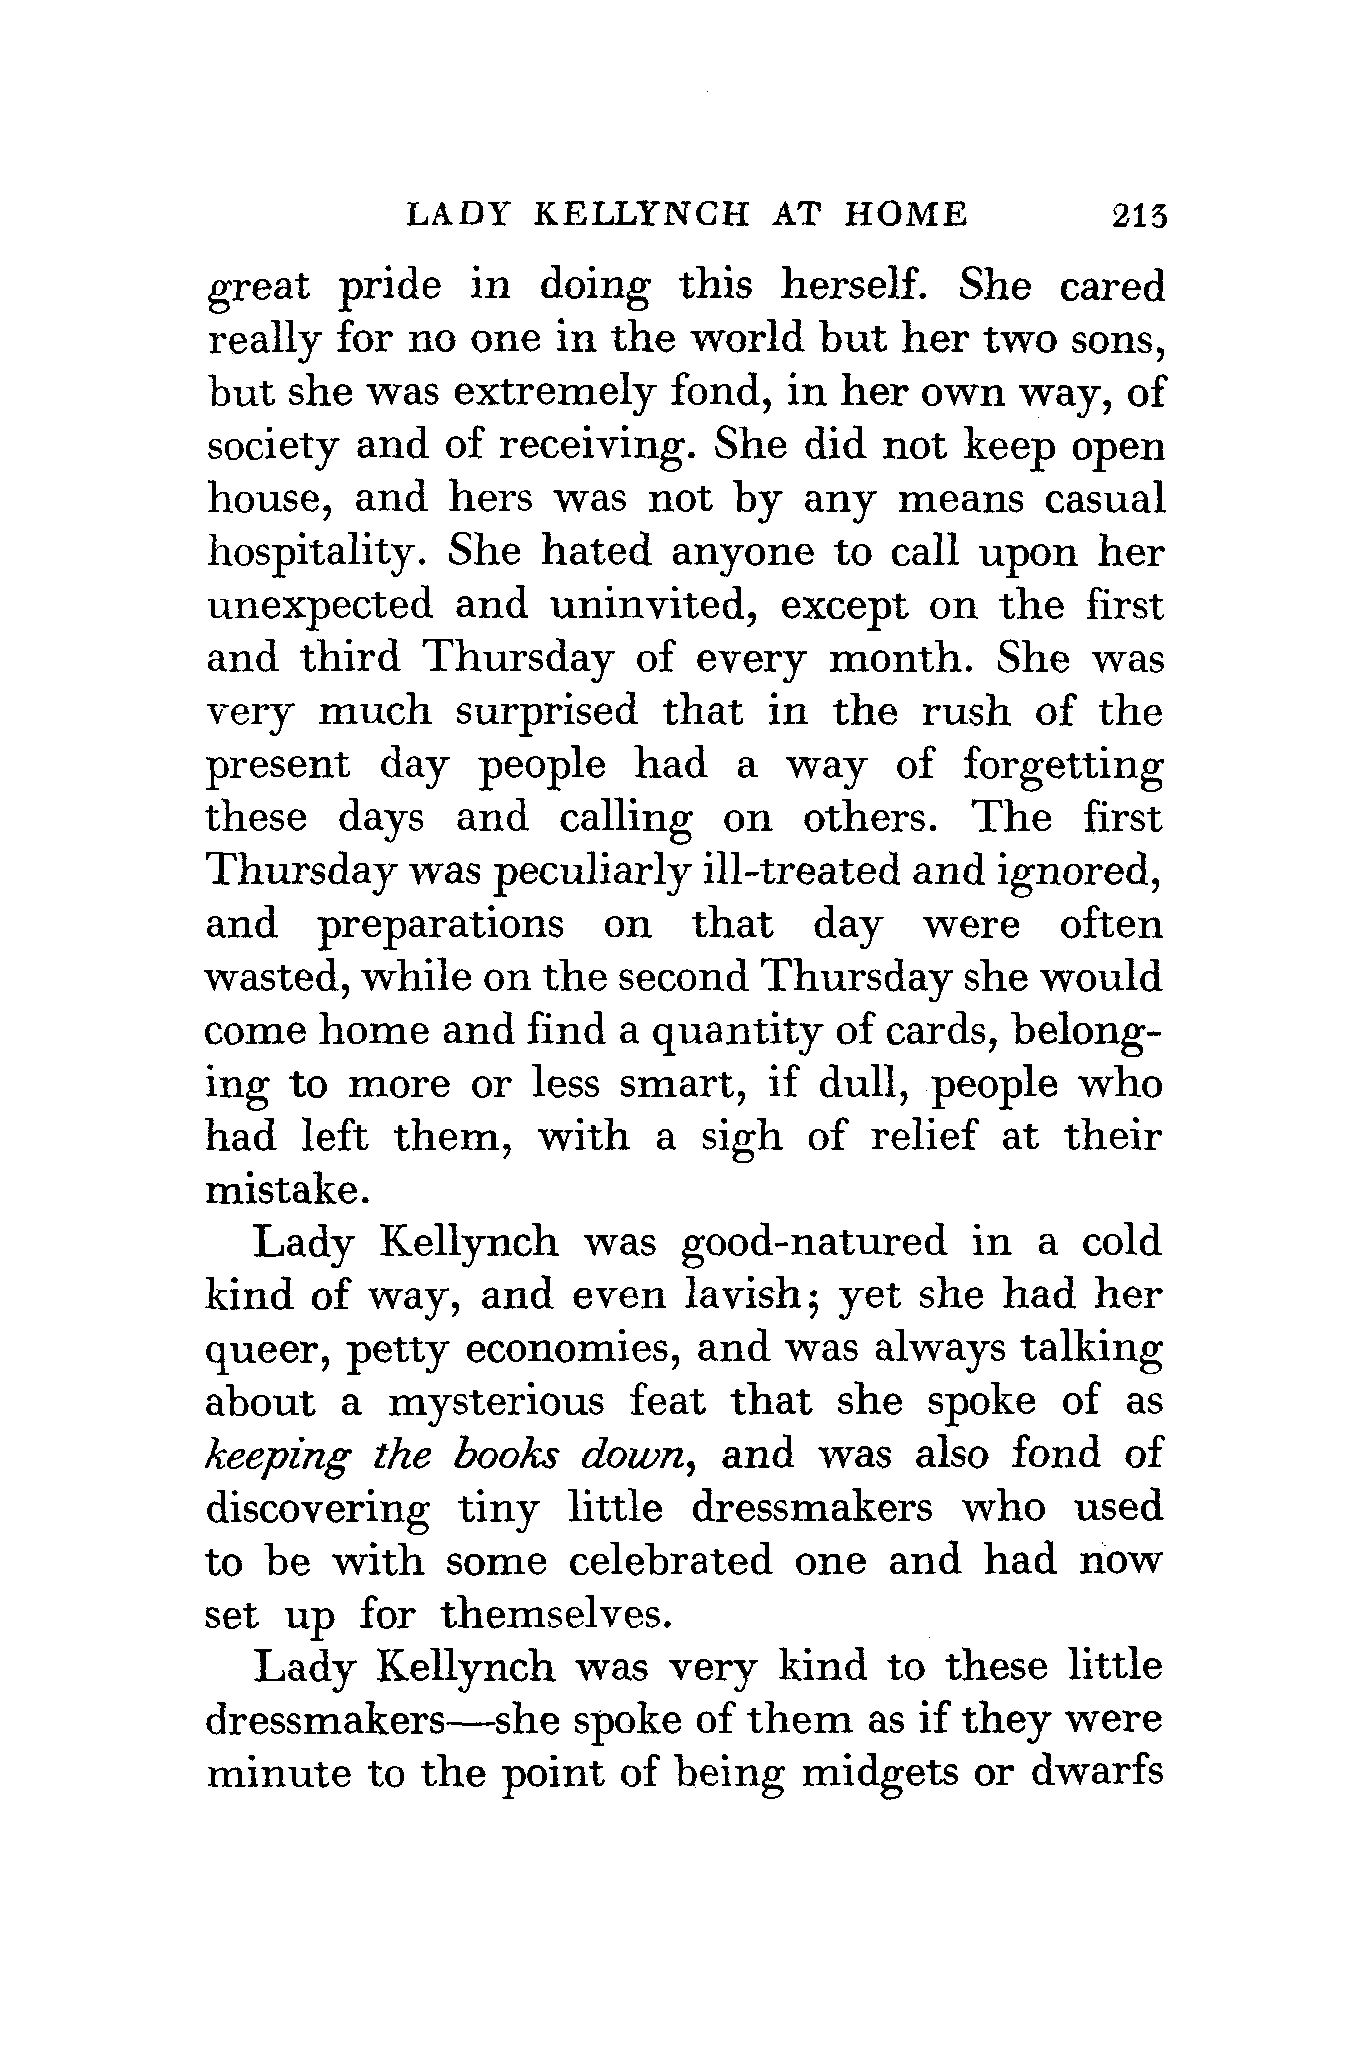 LADY KELLYNCH AT HOME 213
great pride in doing this herself. She cared
really for no one in the world but her two sons,
but she was extremely fond, in her own way, of
society and of receiving. She did not keep open
house, and hers was not by any means casual
hospitality. She hated anyone to call upon her
unexpected and uninvited, except on the first
and third Thursday of every month. She was
very much surprised that in the rush of the
present day people had a way of forgetting
these days and calling on others. The first
Thursday was peculiarly ill-treated and ignored,
and preparations on that day were often
wasted, while on the second Thursday she would
come home and find a quantity of cards, belong-
ing to more or less smart, if dull, people who
had left them, with a sigh of relief at their
mistake.
Lady Kellynch was good-natured in a cold
kind of way, and even lavish; yet she had her
queer, petty economies, and was always talking
about a mysterious feat that she spoke of as
keeping the books down, and was also fond of
discovering tiny little dressmakers who used
to be with some celebrated one and had now
set up for themselves.
Lady Kellynch was very kind to these little
dressmakers—she spoke of them as if they were
minute to the point of being midgets or dwarfs